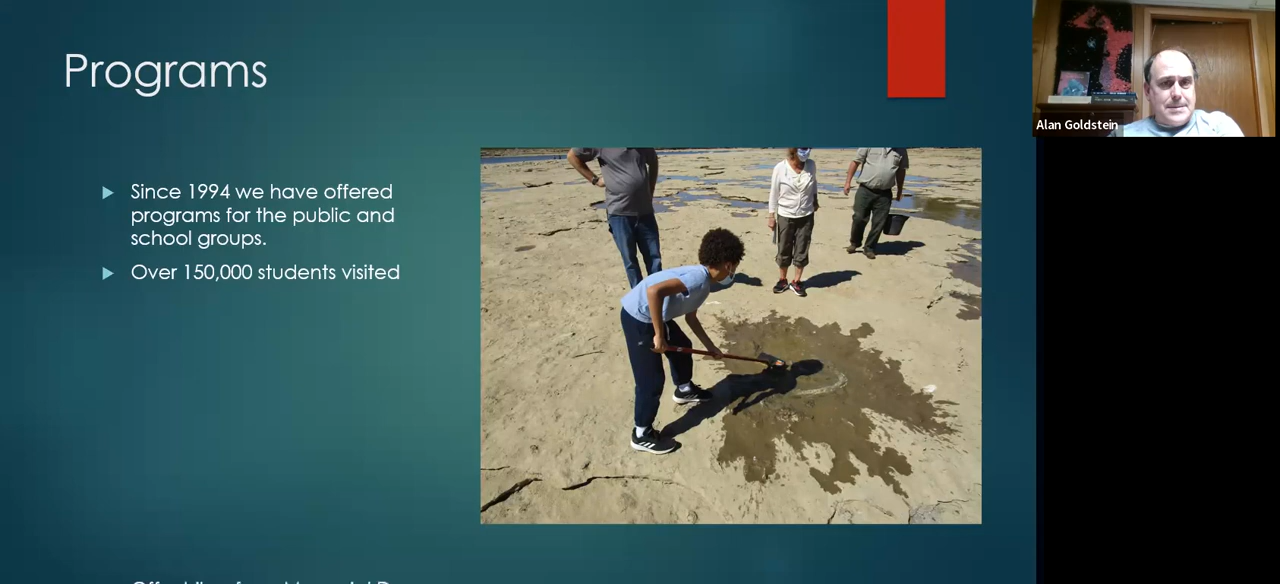 Programs
Alan Goldstein
Since 1994 we have offered
programs for the public and
school groups.
Over 150,000 students visited